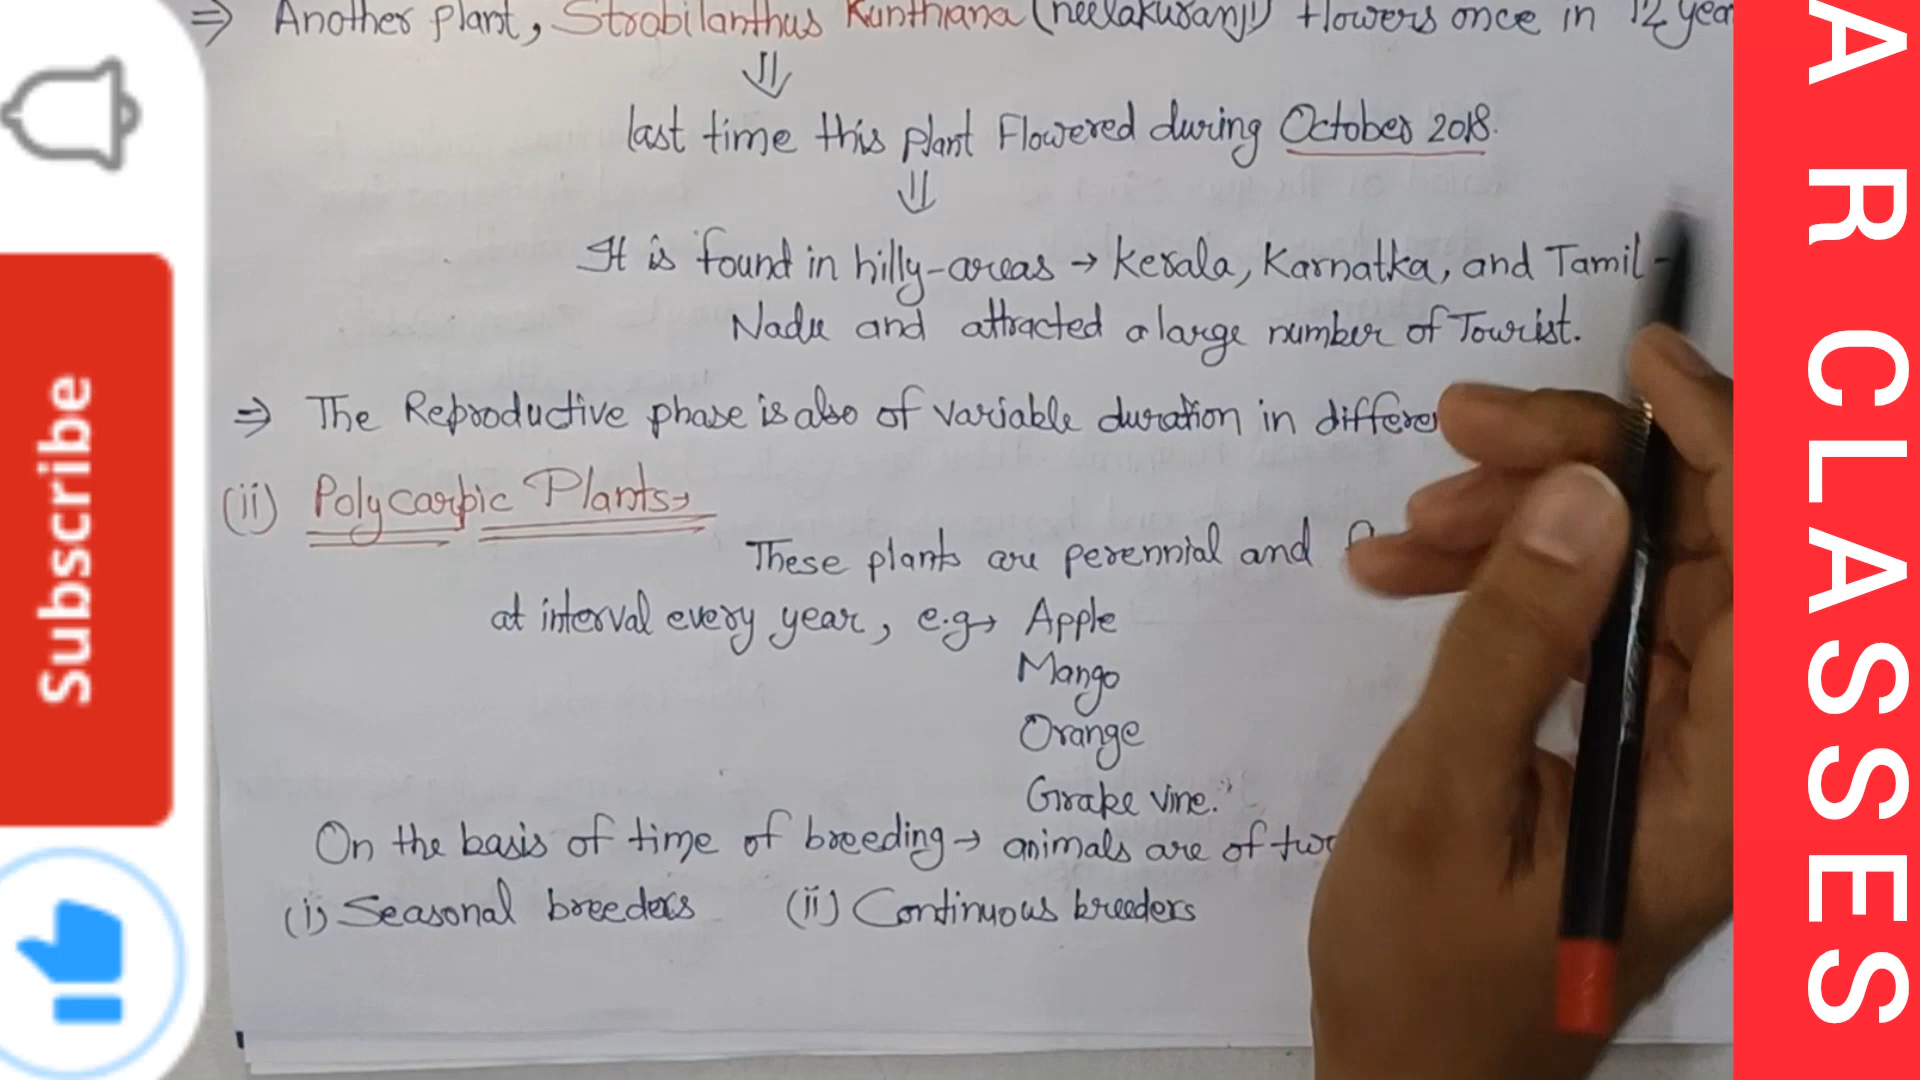 ⇒ Another plant, Strobilanthus Kunthiana (neelakuranji) flowers once in 12 yea
⇓
last time this plant Flowered during October 2018.
⇓
It is found in hilly-areas → Kerala, Karnatka, and Tamil -
Nadu and attracted a large number of Tourist.
⇒ The Reproductive phase is also of variable duration in differe
(ii) Polycarpic Plants→
These plants are perennial and
at interval every year, e.g→ Apple
Mango
Orange
Grape vine.
On the basis of time of breeding → animals are of two
(i) Seasonal breeders (ii) Continuous breeders
Subscribe
A R CLASSES